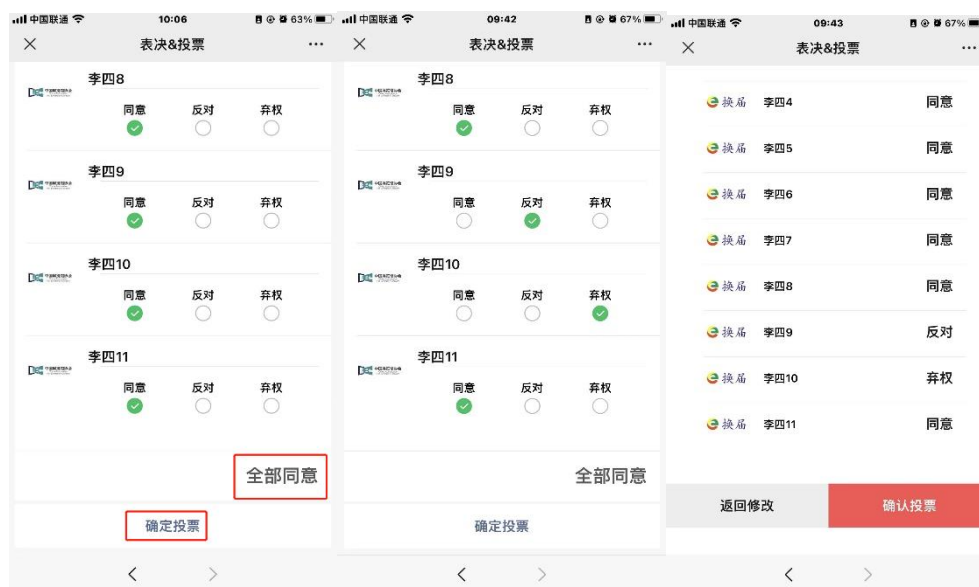 中国联通 10:06 63%
表决&投票
李四8
同意 反对 弃权
李四9
同意 反对 弃权
李四10
同意 反对 弃权
李四11
同意 反对 弃权
全部同意
确定投票
中国联通 09:42 67%
表决&投票
李四8
同意 反对 弃权
李四9
同意 反对 弃权
李四10
同意 反对 弃权
李四11
同意 反对 弃权
全部同意
确定投票
中国联通 09:43 67%
表决&投票
e换届 李四4 同意
e换届 李四5 同意
e换届 李四6 同意
e换届 李四7 同意
e换届 李四8 同意
e换届 李四9 反对
e换届 李四10 弃权
e换届 李四11 同意
返回修改 确认投票